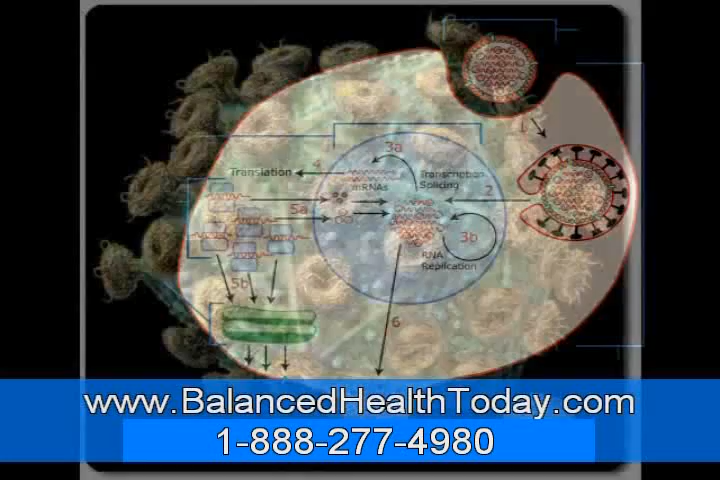 1
3a
Translation
4
Transcription
Splicing
mRNAs
2
5a
3b
RNA
Replication
5b
6
www.BalancedHealthToday.com
1-888-277-4980